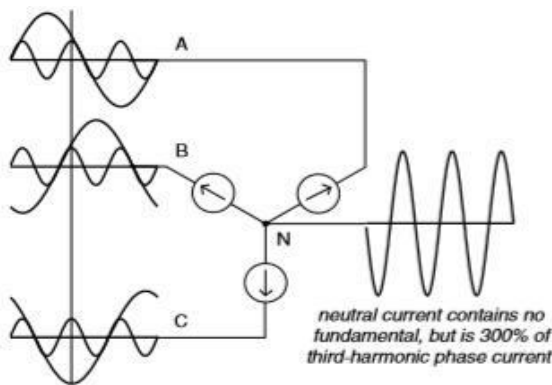 A
B
N
C
neutral current contains no
fundamental, but is 300% of
third-harmonic phase current